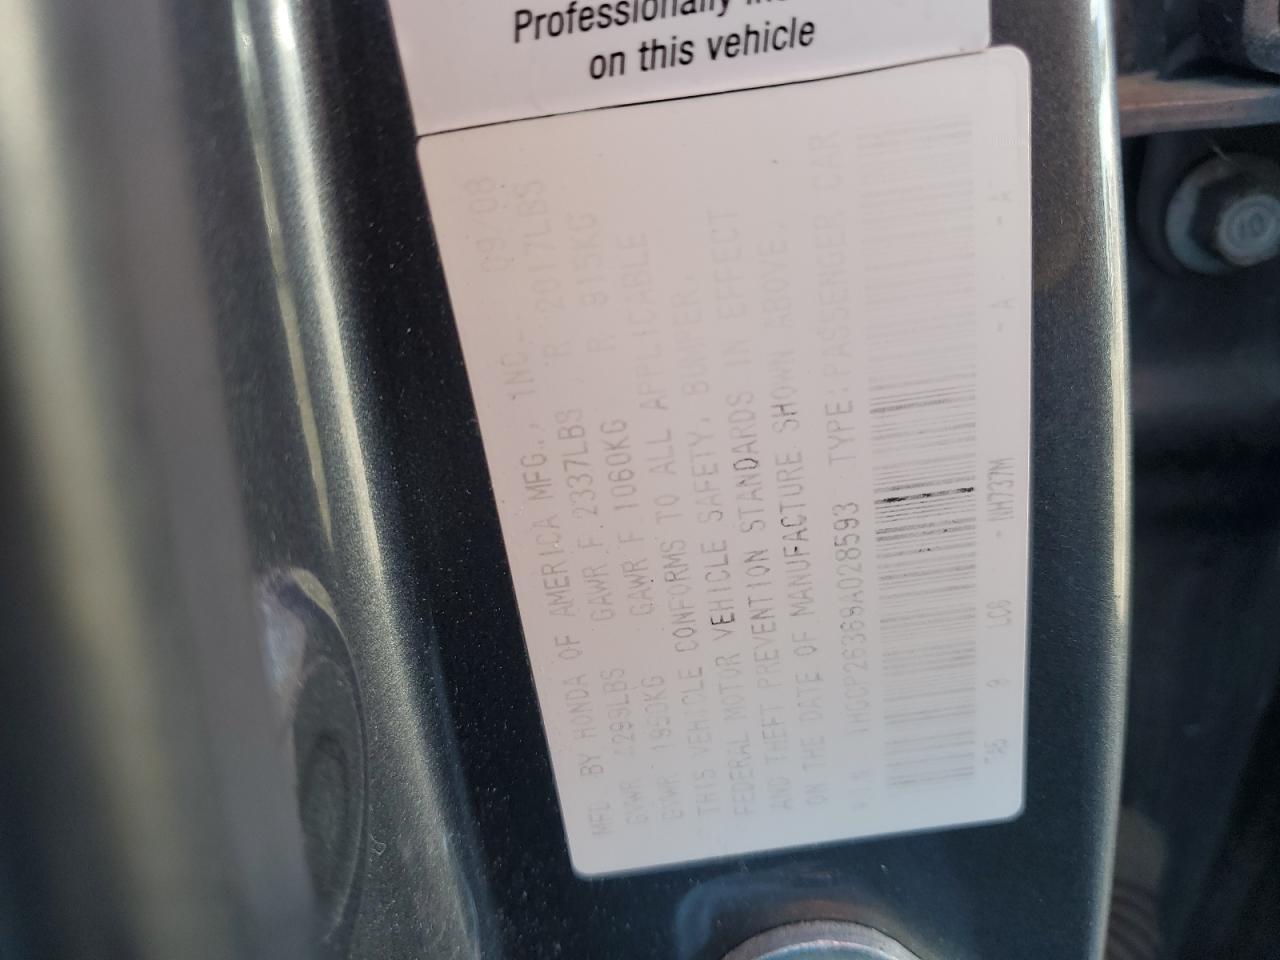 Professionally
on this vehicle
MFD. BY HONDA OF AMERICA MFG., INC. 09/08
GVWR 4299LBS GAWR F 2337LBS R 2017LBS
GVWR 1950KG GAWR F 1060KG R 915KG
THIS VEHICLE CONFORMS TO ALL APPLICABLE
FEDERAL MOTOR VEHICLE SAFETY, BUMPER,
AND THEFT PREVENTION STANDARDS IN EFFECT
ON THE DATE OF MANUFACTURE SHOWN ABOVE.
V.I.N. 1HGCP26369A028593 TYPE: PASSENGER CAR
NH737M - A - A
10